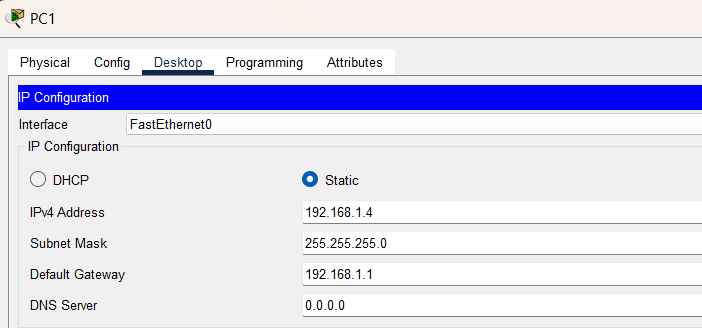 PC1
Physical Config Desktop Programming Attributes
IP Configuration
Interface FastEthernet0
IP Configuration
DHCP Static
IPv4 Address 192.168.1.4
Subnet Mask 255.255.255.0
Default Gateway 192.168.1.1
DNS Server 0.0.0.0